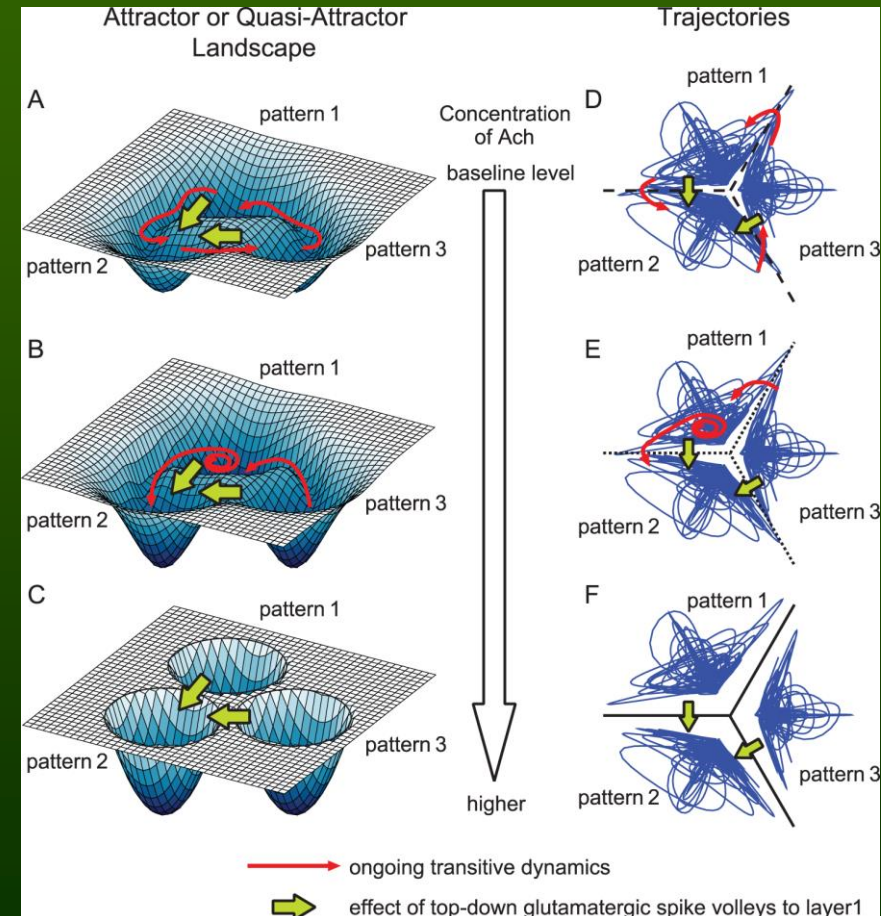 Attractor or Quasi-Attractor
Landscape
Trajectories
A
pattern 1
pattern 2
pattern 3
Concentration
of Ach
baseline level
D
pattern 1
pattern 2
pattern 3
B
pattern 1
pattern 2
pattern 3
E
pattern 1
pattern 2
pattern 3
C
pattern 1
pattern 2
pattern 3
higher
F
pattern 1
pattern 2
pattern 3
ongoing transitive dynamics
effect of top-down glutamatergic spike volleys to layer1